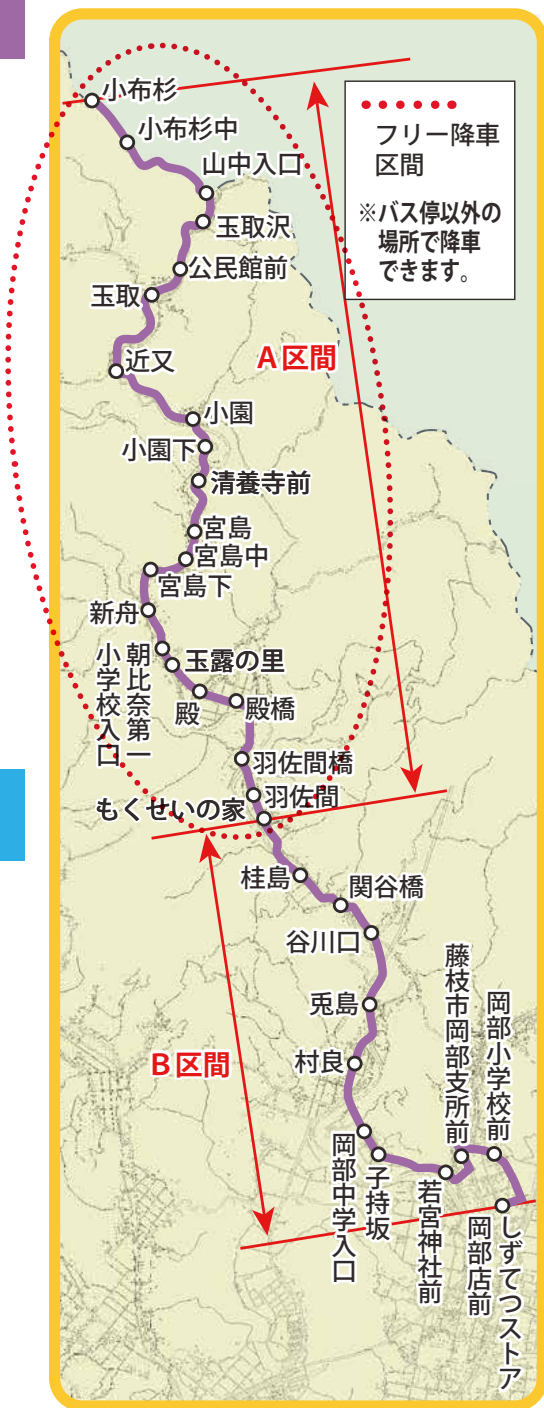 フリー降車
区間
※バス停以外の
場所で降車
できます。
小布杉
小布杉中
山中入口
玉取沢
公民館前
玉取
近又
A区間
小園
小園下
清養寺前
宮島
宮島中
宮島下
新舟
朝比奈第一
小学校入口
玉露の里
殿
殿橋
羽佐間橋
羽佐間
もくせいの家
桂島
関谷橋
谷川口
兎島
村良
B区間
岡部中学入口
子持坂
若宮神社前
藤枝市岡部支所前
岡部小学校前
しずてつストア
岡部店前